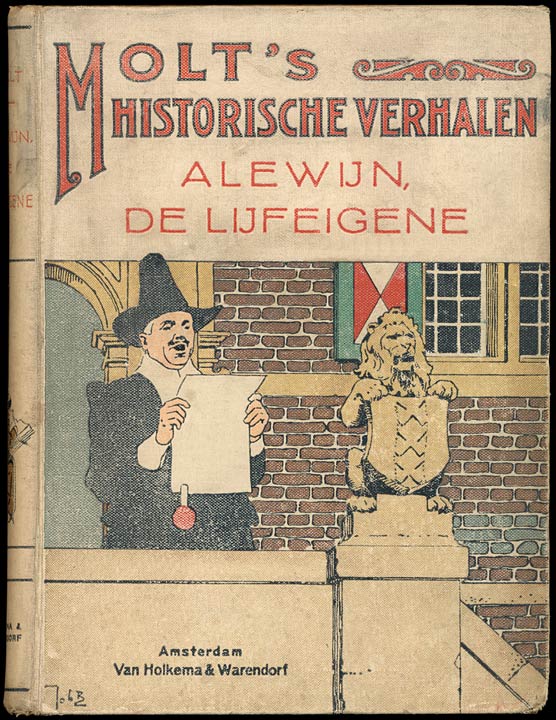 MOLT'S
HISTORISCHE VERHALEN
ALEWIJN,
DE LIJFEIGENE
Amsterdam
Van Holkema & Warendorf